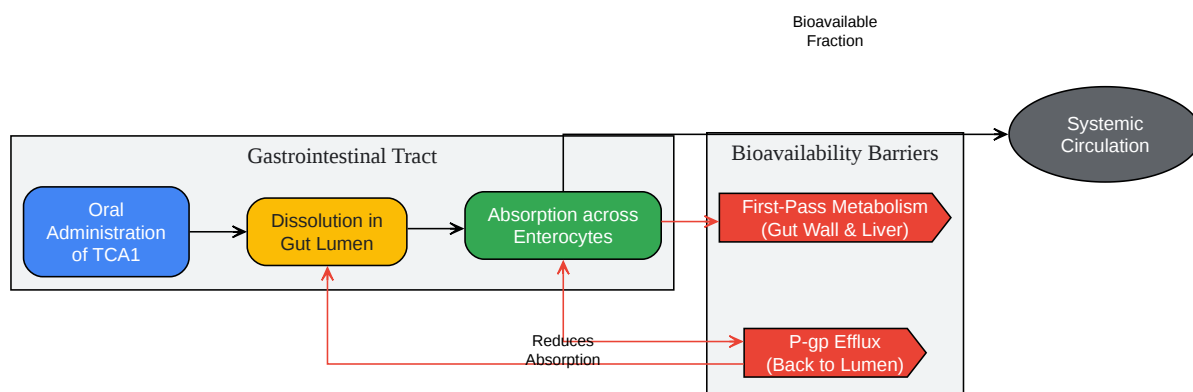 Bioavailable
Fraction
Systemic
Circulation
Gastrointestinal Tract
Bioavailability Barriers
Oral
Administration
of TCA1
Dissolution in
Gut Lumen
Absorption across
Enterocytes
First-Pass Metabolism
(Gut Wall & Liver)
Reduces
Absorption
P-gp Efflux
(Back to Lumen)